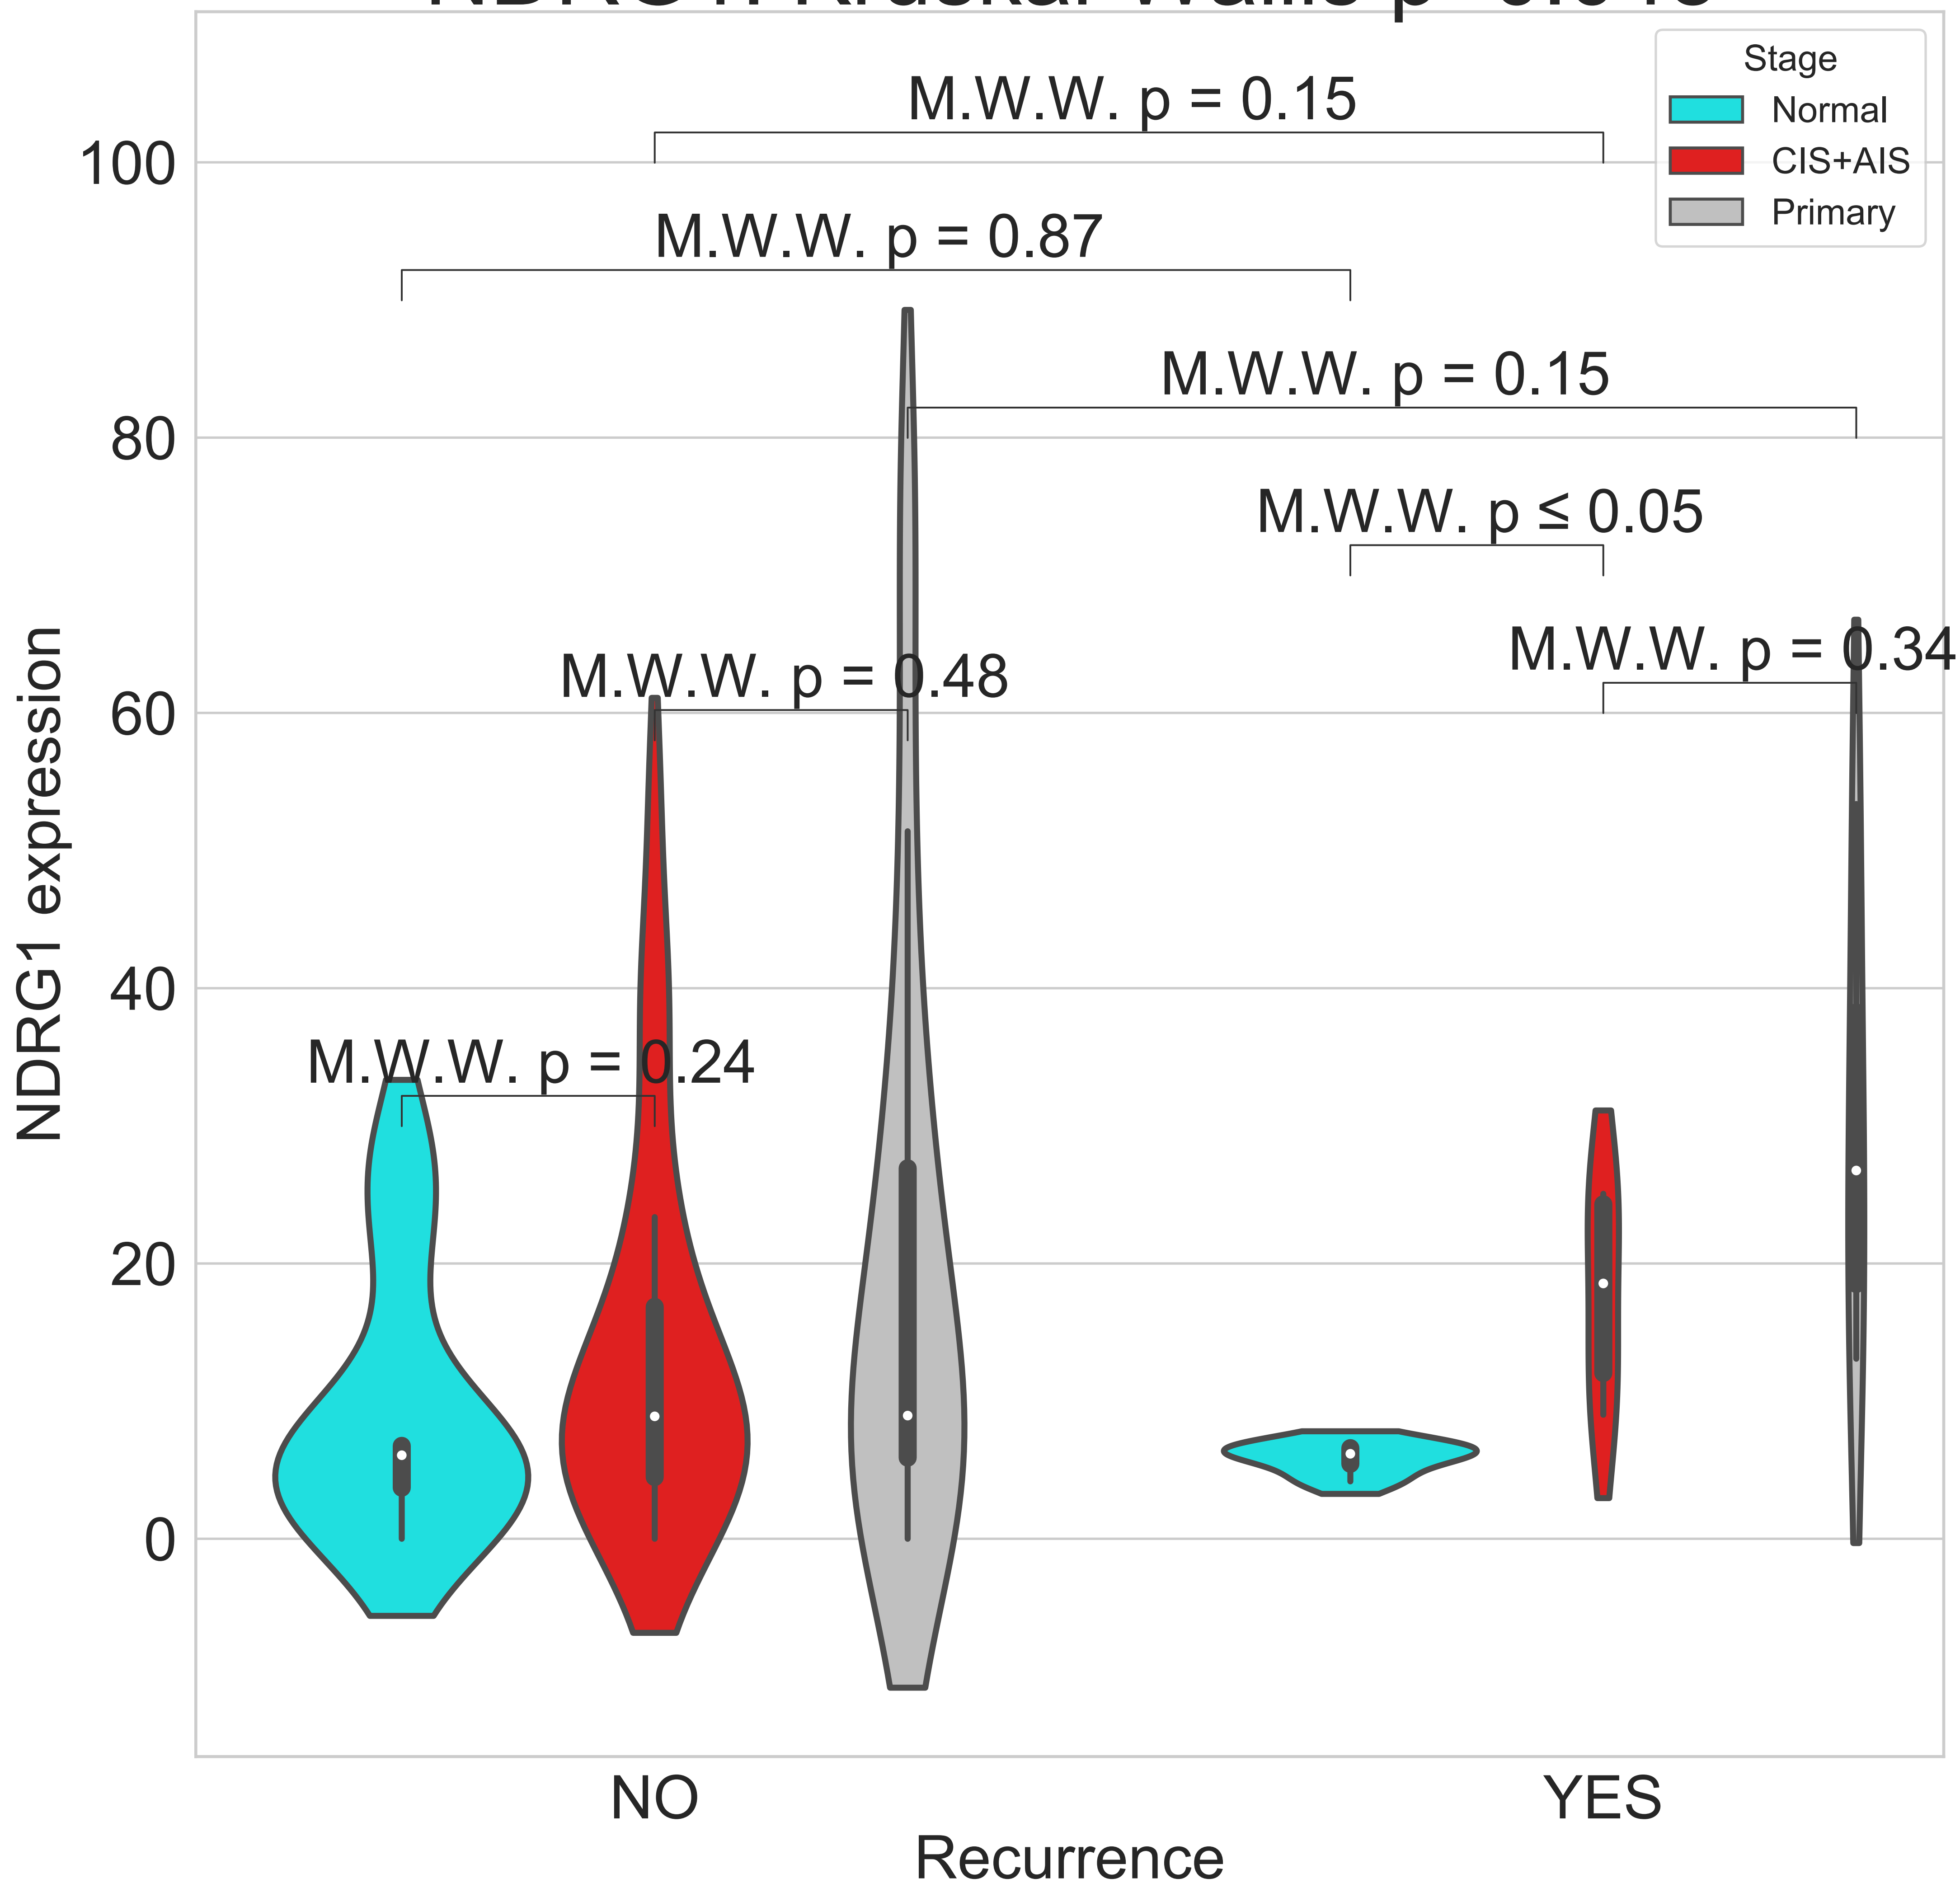 Stage
Normal
CIS+AIS
Primary
M.W.W. p = 0.15
M.W.W. p = 0.87
M.W.W. p = 0.15
M.W.W. p ≤ 0.05
M.W.W. p = 0.34
M.W.W. p = 0.48
M.W.W. p = 0.24
100
80
60
40
20
0
NDRG1 expression
NO
YES
Recurrence